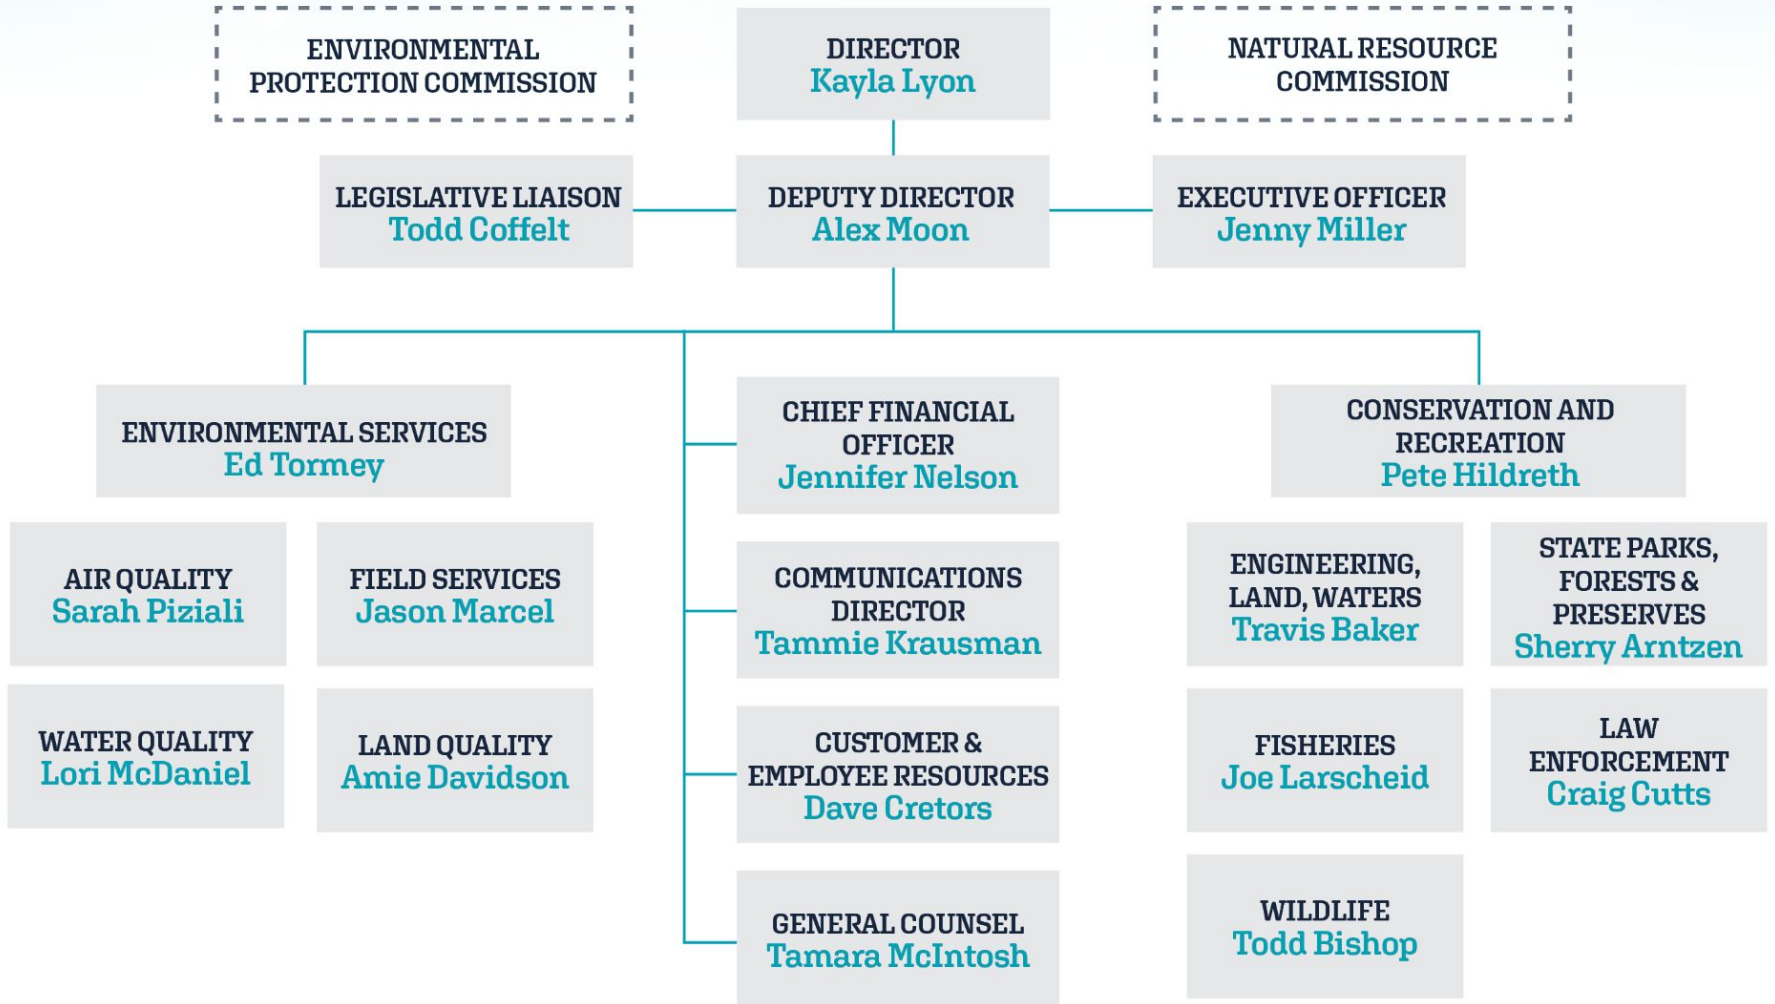 ENVIRONMENTAL
PROTECTION COMMISSION
DIRECTOR
Kayla Lyon
NATURAL RESOURCE
COMMISSION
LEGISLATIVE LIAISON
Todd Coffelt
DEPUTY DIRECTOR
Alex Moon
EXECUTIVE OFFICER
Jenny Miller
ENVIRONMENTAL SERVICES
Ed Tormey
AIR QUALITY
Sarah Piziali
FIELD SERVICES
Jason Marcel
WATER QUALITY
Lori McDaniel
LAND QUALITY
Amie Davidson
CHIEF FINANCIAL
OFFICER
Jennifer Nelson
COMMUNICATIONS
DIRECTOR
Tammie Krausman
CUSTOMER &
EMPLOYEE RESOURCES
Dave Cretors
GENERAL COUNSEL
Tamara McIntosh
CONSERVATION AND
RECREATION
Pete Hildreth
ENGINEERING,
LAND, WATERS
Travis Baker
STATE PARKS,
FORESTS &
PRESERVES
Sherry Arntzen
FISHERIES
Joe Larscheid
LAW
ENFORCEMENT
Craig Cutts
WILDLIFE
Todd Bishop